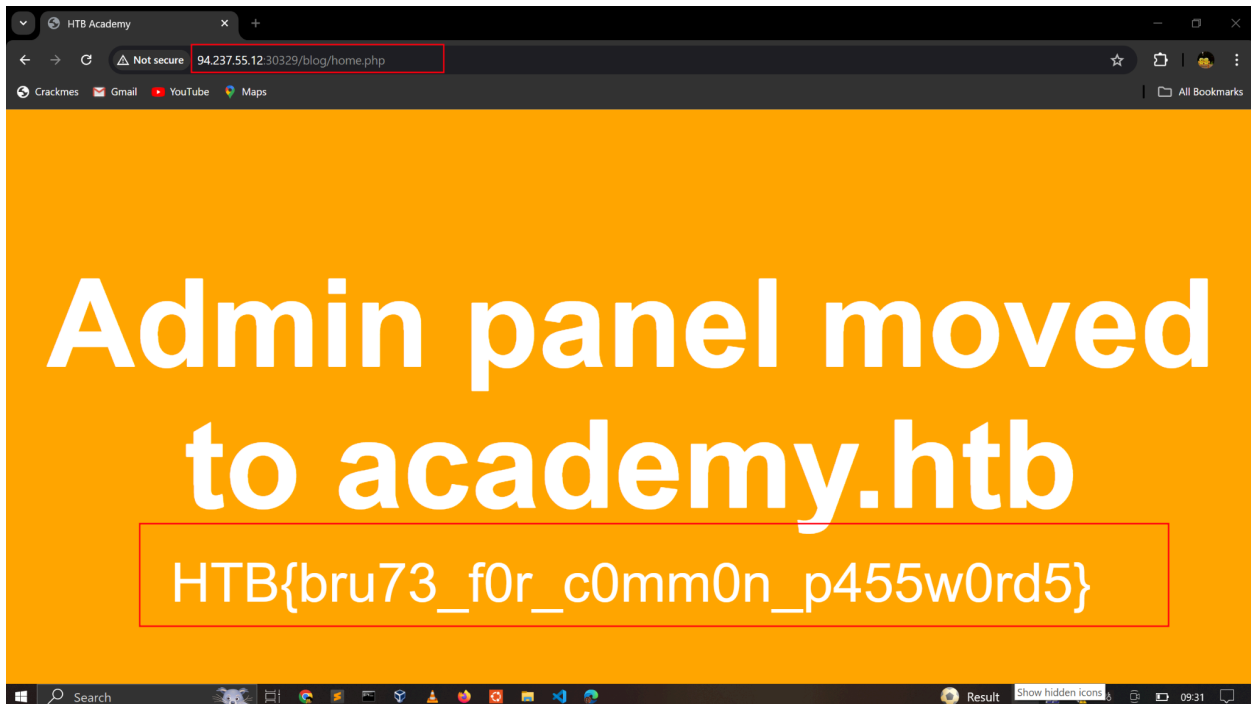 HTB Academy
Not secure 94.237.55.12:30329/blog/home.php
Crackmes Gmail YouTube Maps All Bookmarks
Admin panel moved
to academy.htb
HTB{bru73_f0r_c0mm0n_p455w0rd5}
Search Result Show hidden icons 09:31